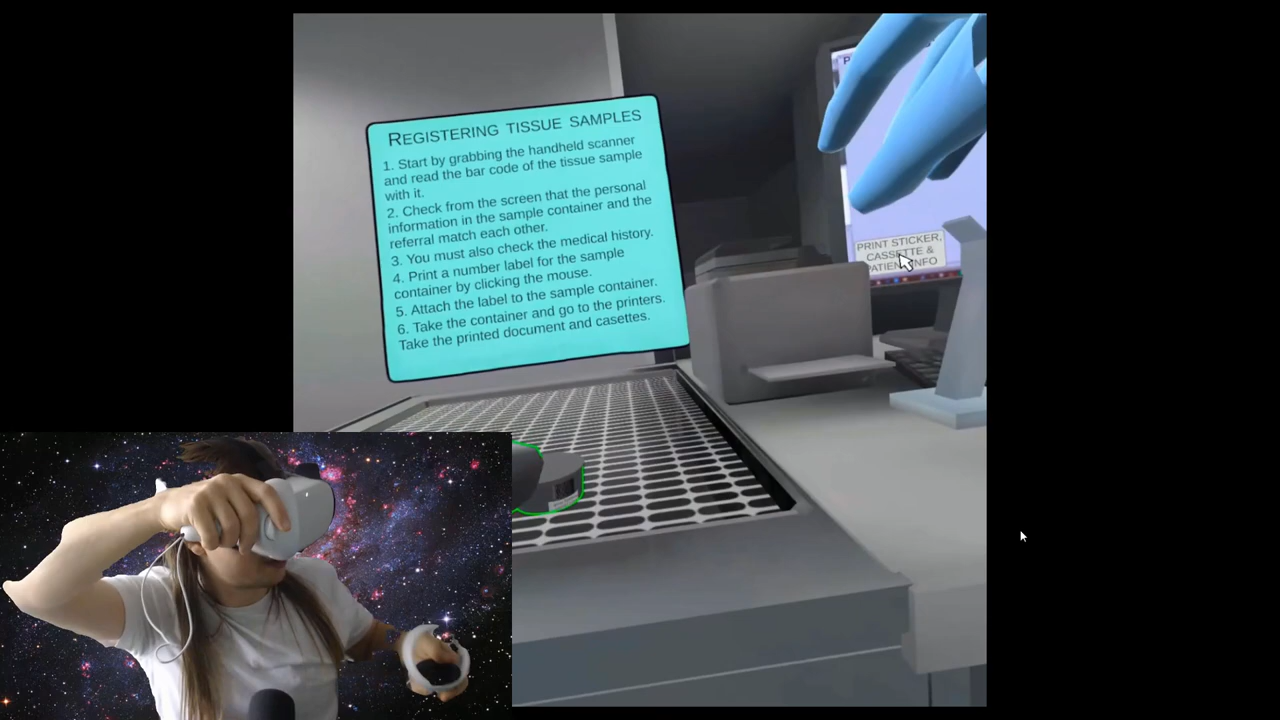 REGISTERING TISSUE SAMPLES
1. Start by grabbing the handheld scanner
and read the bar code of the tissue sample
with it.
2. Check from the screen that the personal
information in the sample container and the
referral match each other.
3. You must also check the medical history.
4. Print a number label for the sample
container by clicking the mouse.
5. Attach the label to the sample container.
6. Take the container and go to the printers.
Take the printed document and casettes.
PRINT STICKER,
CASSETTE &
PATIENT INFO